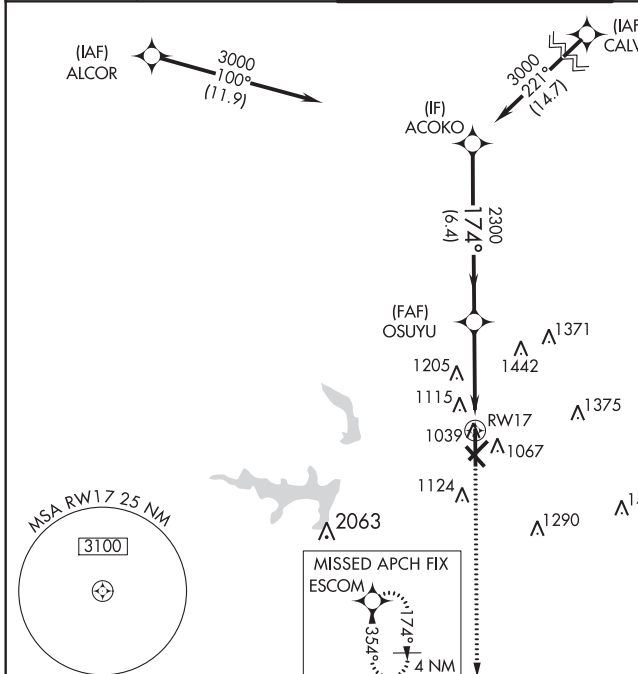 (IAF)
ALCOR
3000
100°
(11.9)
(IAF)
CALV
3000
221°
(14.7)
(IF)
ACOKO
2300
174°
(6.4)
(FAF)
OSUYU
1371
1442
1205
1115
1375
RW17
1039
1067
1124
1290
2063
MSA RW17 25 NM
3100
MISSED APCH FIX
ESCOM
174°
354°
4 NM